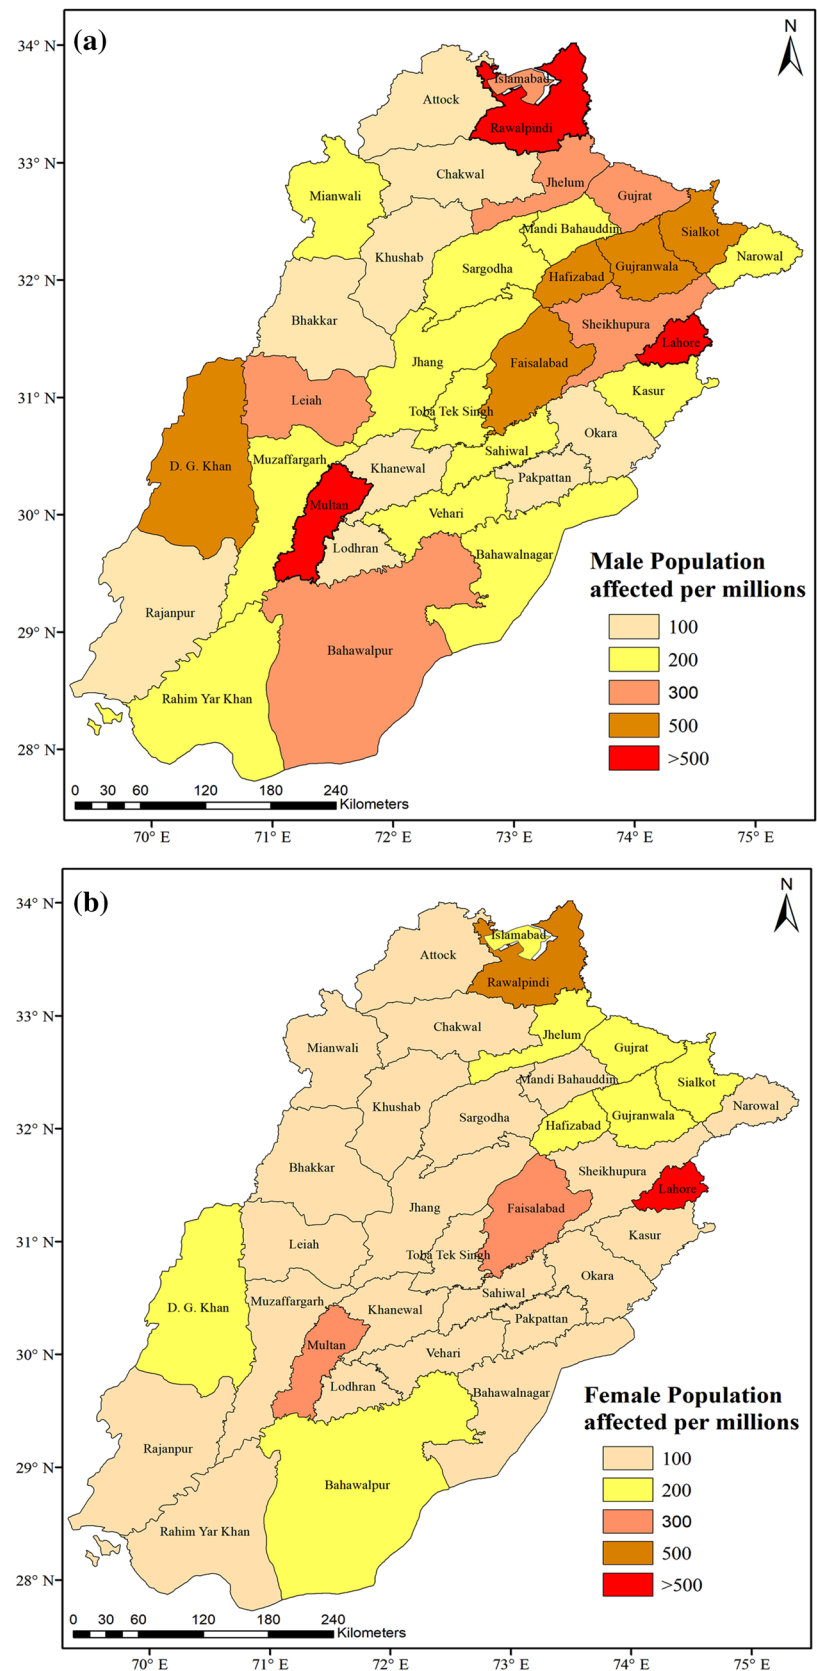 (a)
N
34° N
33° N
32° N
31° N
30° N
29° N
28° N
Islamabad
Attock
Rawalpindi
Chakwal
Jhelum
Mianwali
Gujrat
Mandi Bahauddin
Sialkot
Khushab
Narowal
Sargodha
Gujranwala
Hafizabad
Bhakkar
Sheikhupura
Lahore
Jhang
Faisalabad
Kasur
Leiah
Toba Tek Singh
Okara
Sahiwal
Muzaffargarh
D. G. Khan
Khanewal
Pakpattan
Multan
Vehari
Lodhran
Bahawalnagar
Rajanpur
Bahawalpur
Rahim Yar Khan
Male Population
affected per millions
100
200
300
500
>500
0 30 60 120 180 240
Kilometers
70° E 71° E 72° E 73° E 74° E 75° E
(b)
N
34° N
33° N
32° N
31° N
30° N
29° N
28° N
Islamabad
Attock
Rawalpindi
Chakwal
Jhelum
Mianwali
Gujrat
Mandi Bahauddin
Sialkot
Khushab
Narowal
Sargodha
Gujranwala
Hafizabad
Bhakkar
Sheikhupura
Lahore
Jhang
Faisalabad
Kasur
Leiah
Toba Tek Singh
Okara
Sahiwal
Muzaffargarh
D. G. Khan
Khanewal
Pakpattan
Multan
Vehari
Lodhran
Bahawalnagar
Rajanpur
Bahawalpur
Rahim Yar Khan
Female Population
affected per millions
100
200
300
500
>500
0 30 60 120 180 240
Kilometers
70° E 71° E 72° E 73° E 74° E 75° E